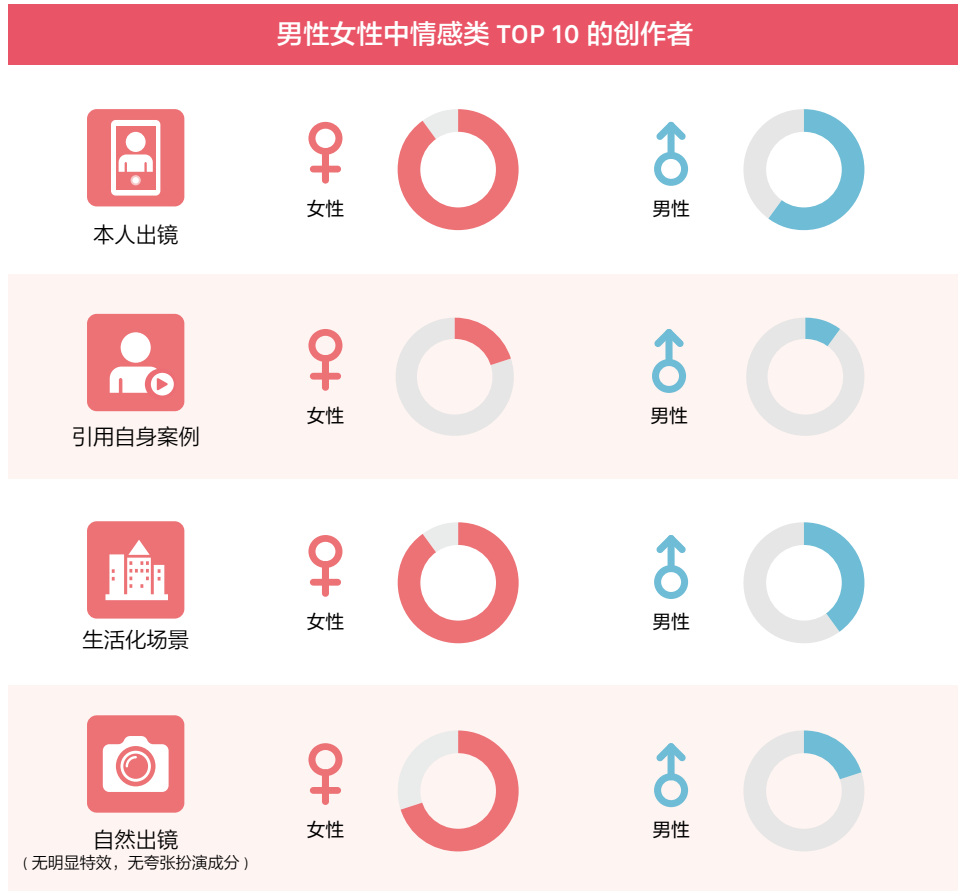 男性女性中情感类 TOP 10 的创作者
女性
男性
本人出镜
女性
男性
引用自身案例
女性
男性
生活化场景
女性
男性
自然出镜
（无明显特效，无夸张扮演成分）